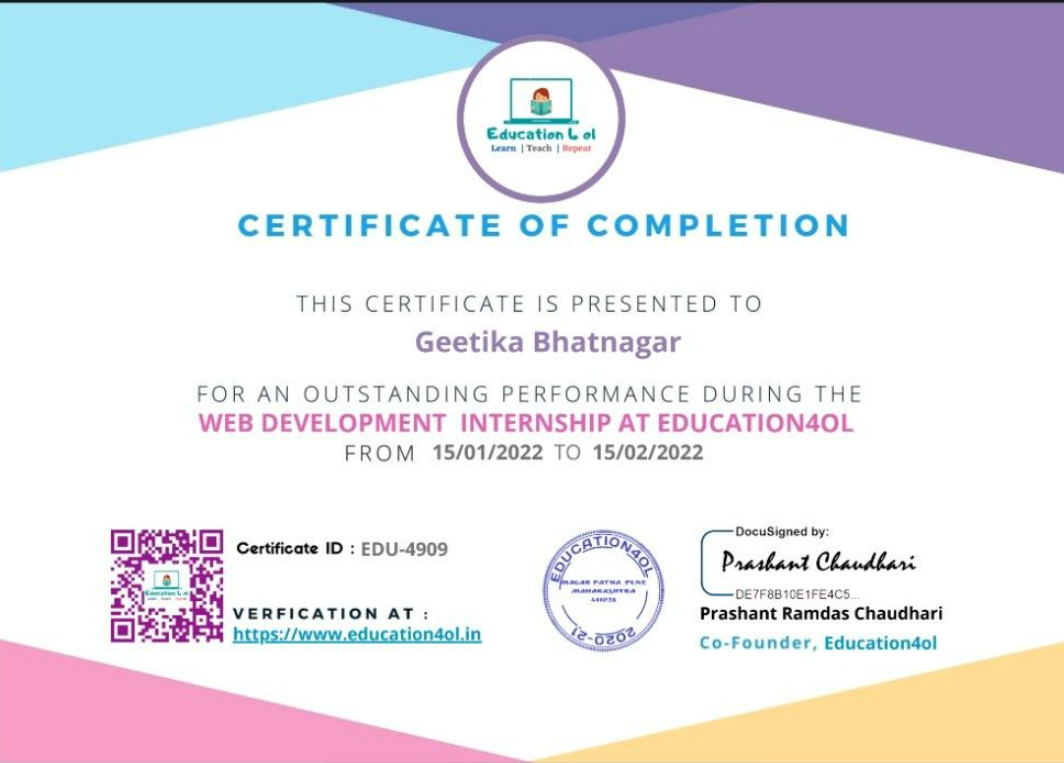 Education 4 ol
Learn | Teach | Repeat
CERTIFICATE OF COMPLETION
THIS CERTIFICATE IS PRESENTED TO
Geetika Bhatnagar
FOR AN OUTSTANDING PERFORMANCE DURING THE
WEB DEVELOPMENT INTERNSHIP AT EDUCATION4OL
FROM 15/01/2022 TO 15/02/2022
Education 4 ol
Certificate ID : EDU-4909
VERFICATION AT :
https://www.education4ol.in
EDUCATION4OL
MAGAR PATTA PUNE
MAHARASHTRA
411028
2020-21
DocuSigned by:
Prashant Chaudhari
DE7F8B10E1FE4C5...
Prashant Ramdas Chaudhari
Co-Founder, Education4ol